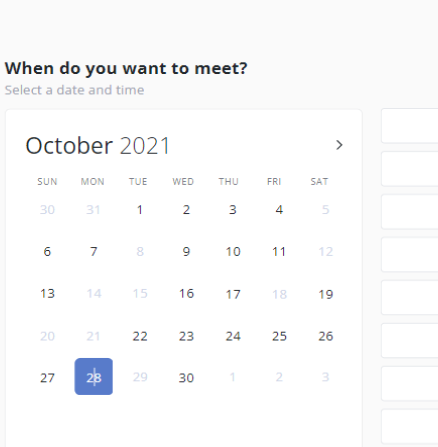 When do you want to meet?
Select a date and time
October 2021
SUN MON TUE WED THU FRI SAT
30 31 1 2 3 4 5
6 7 8 9 10 11 12
13 14 15 16 17 18 19
20 21 22 23 24 25 26
27 28 29 30 1 2 3